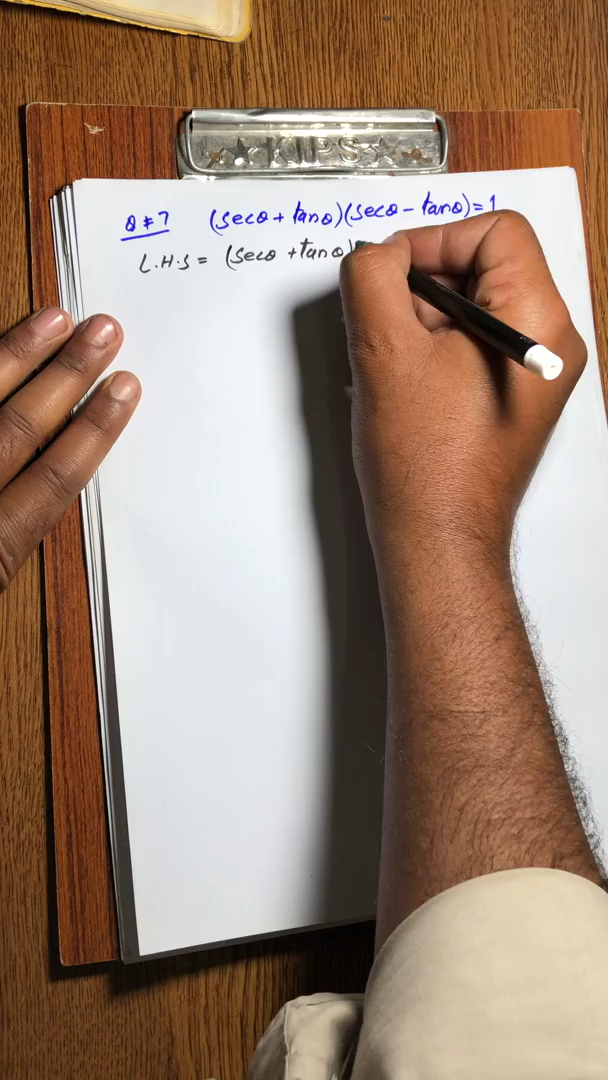 ★ KIPS ★
Q # 7 (secθ + tanθ)(secθ - tanθ) = 1
L.H.S = (secθ + tanθ)